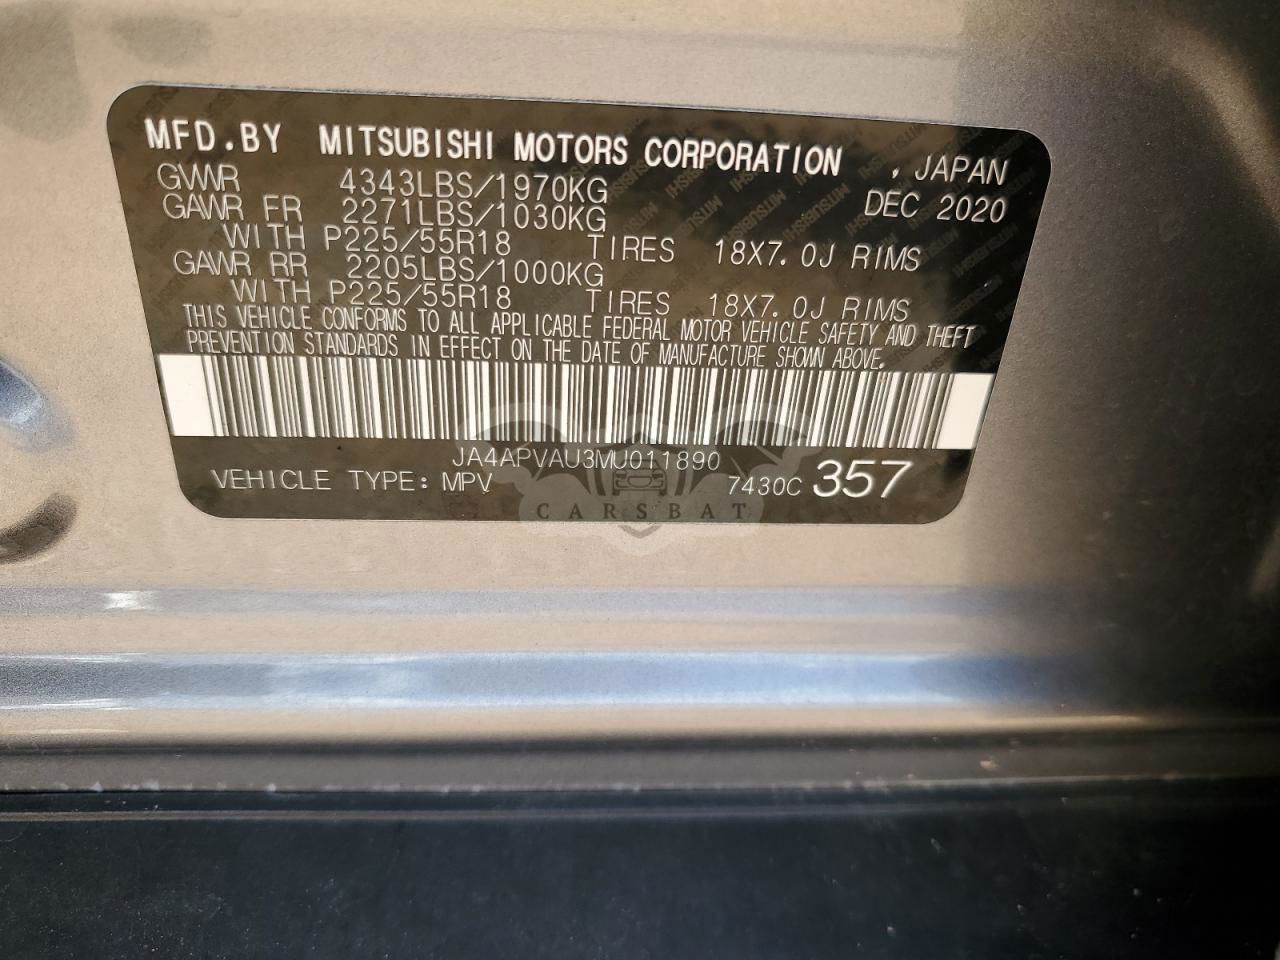 MFD.BY MITSUBISHI MOTORS CORPORATION , JAPAN
GVWR 4343LBS/1970KG DEC 2020
GAWR FR 2271LBS/1030KG
WITH P225/55R18 TIRES 18X7.0J RIMS
GAWR RR 2205LBS/1000KG
WITH P225/55R18 TIRES 18X7.0J RIMS
THIS VEHICLE CONFORMS TO ALL APPLICABLE FEDERAL MOTOR VEHICLE SAFETY AND THEFT
PREVENTION STANDARDS IN EFFECT ON THE DATE OF MANUFACTURE SHOWN ABOVE.
JA4APVAU3MU011890
VEHICLE TYPE: MPV 7430C 357
CARSBAT